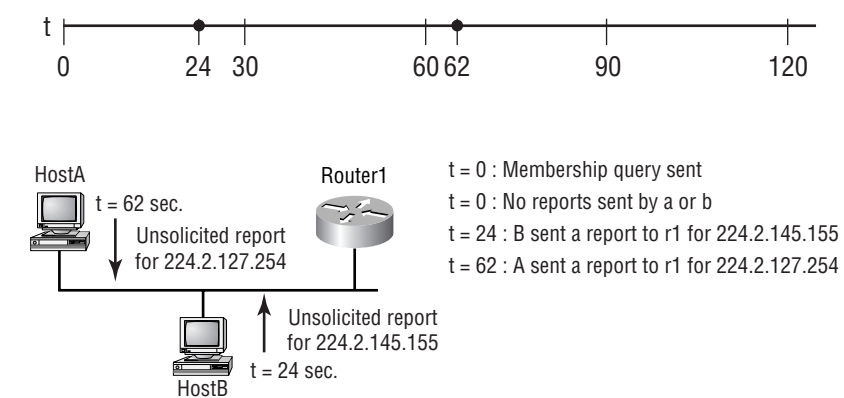 t
0 24 30 60 62 90 120
HostA
t = 62 sec.
Unsolicited report
for 224.2.127.254
Router1
t = 0 : Membership query sent
t = 0 : No reports sent by a or b
t = 24 : B sent a report to r1 for 224.2.145.155
t = 62 : A sent a report to r1 for 224.2.127.254
Unsolicited report
for 224.2.145.155
t = 24 sec.
HostB